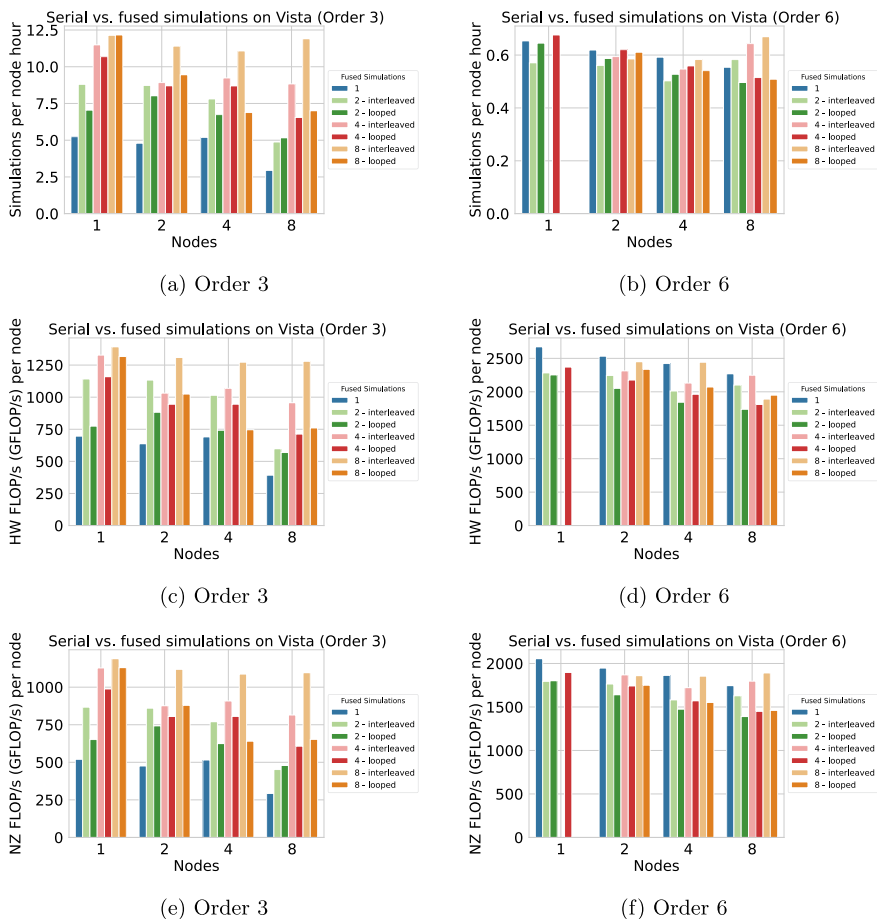 Serial vs. fused simulations on Vista (Order 3)
Simulations per node hour
12.5
10.0
7.5
5.0
2.5
0.0
1 2 4 8
Nodes
Fused Simulations
1
2 – interleaved
2 – looped
4 – interleaved
4 – looped
8 – interleaved
8 – looped
(a) Order 3
Serial vs. fused simulations on Vista (Order 6)
Simulations per node hour
0.6
0.4
0.2
0.0
1 2 4 8
Nodes
Fused Simulations
1
2 – interleaved
2 – looped
4 – interleaved
4 – looped
8 – interleaved
8 – looped
(b) Order 6
Serial vs. fused simulations on Vista (Order 3)
HW FLOP/s (GFLOP/s) per node
1250
1000
750
500
250
0
1 2 4 8
Nodes
Fused Simulations
1
2 – interleaved
2 – looped
4 – interleaved
4 – looped
8 – interleaved
8 – looped
(c) Order 3
Serial vs. fused simulations on Vista (Order 6)
HW FLOP/s (GFLOP/s) per node
2500
2000
1500
1000
500
0
1 2 4 8
Nodes
Fused Simulations
1
2 – interleaved
2 – looped
4 – interleaved
4 – looped
8 – interleaved
8 – looped
(d) Order 6
Serial vs. fused simulations on Vista (Order 3)
NZ FLOP/s (GFLOP/s) per node
1000
750
500
250
0
1 2 4 8
Nodes
Fused Simulations
1
2 – interleaved
2 – looped
4 – interleaved
4 – looped
8 – interleaved
8 – looped
(e) Order 3
Serial vs. fused simulations on Vista (Order 6)
NZ FLOP/s (GFLOP/s) per node
2000
1500
1000
500
0
1 2 4 8
Nodes
Fused Simulations
1
2 – interleaved
2 – looped
4 – interleaved
4 – looped
8 – interleaved
8 – looped
(f) Order 6